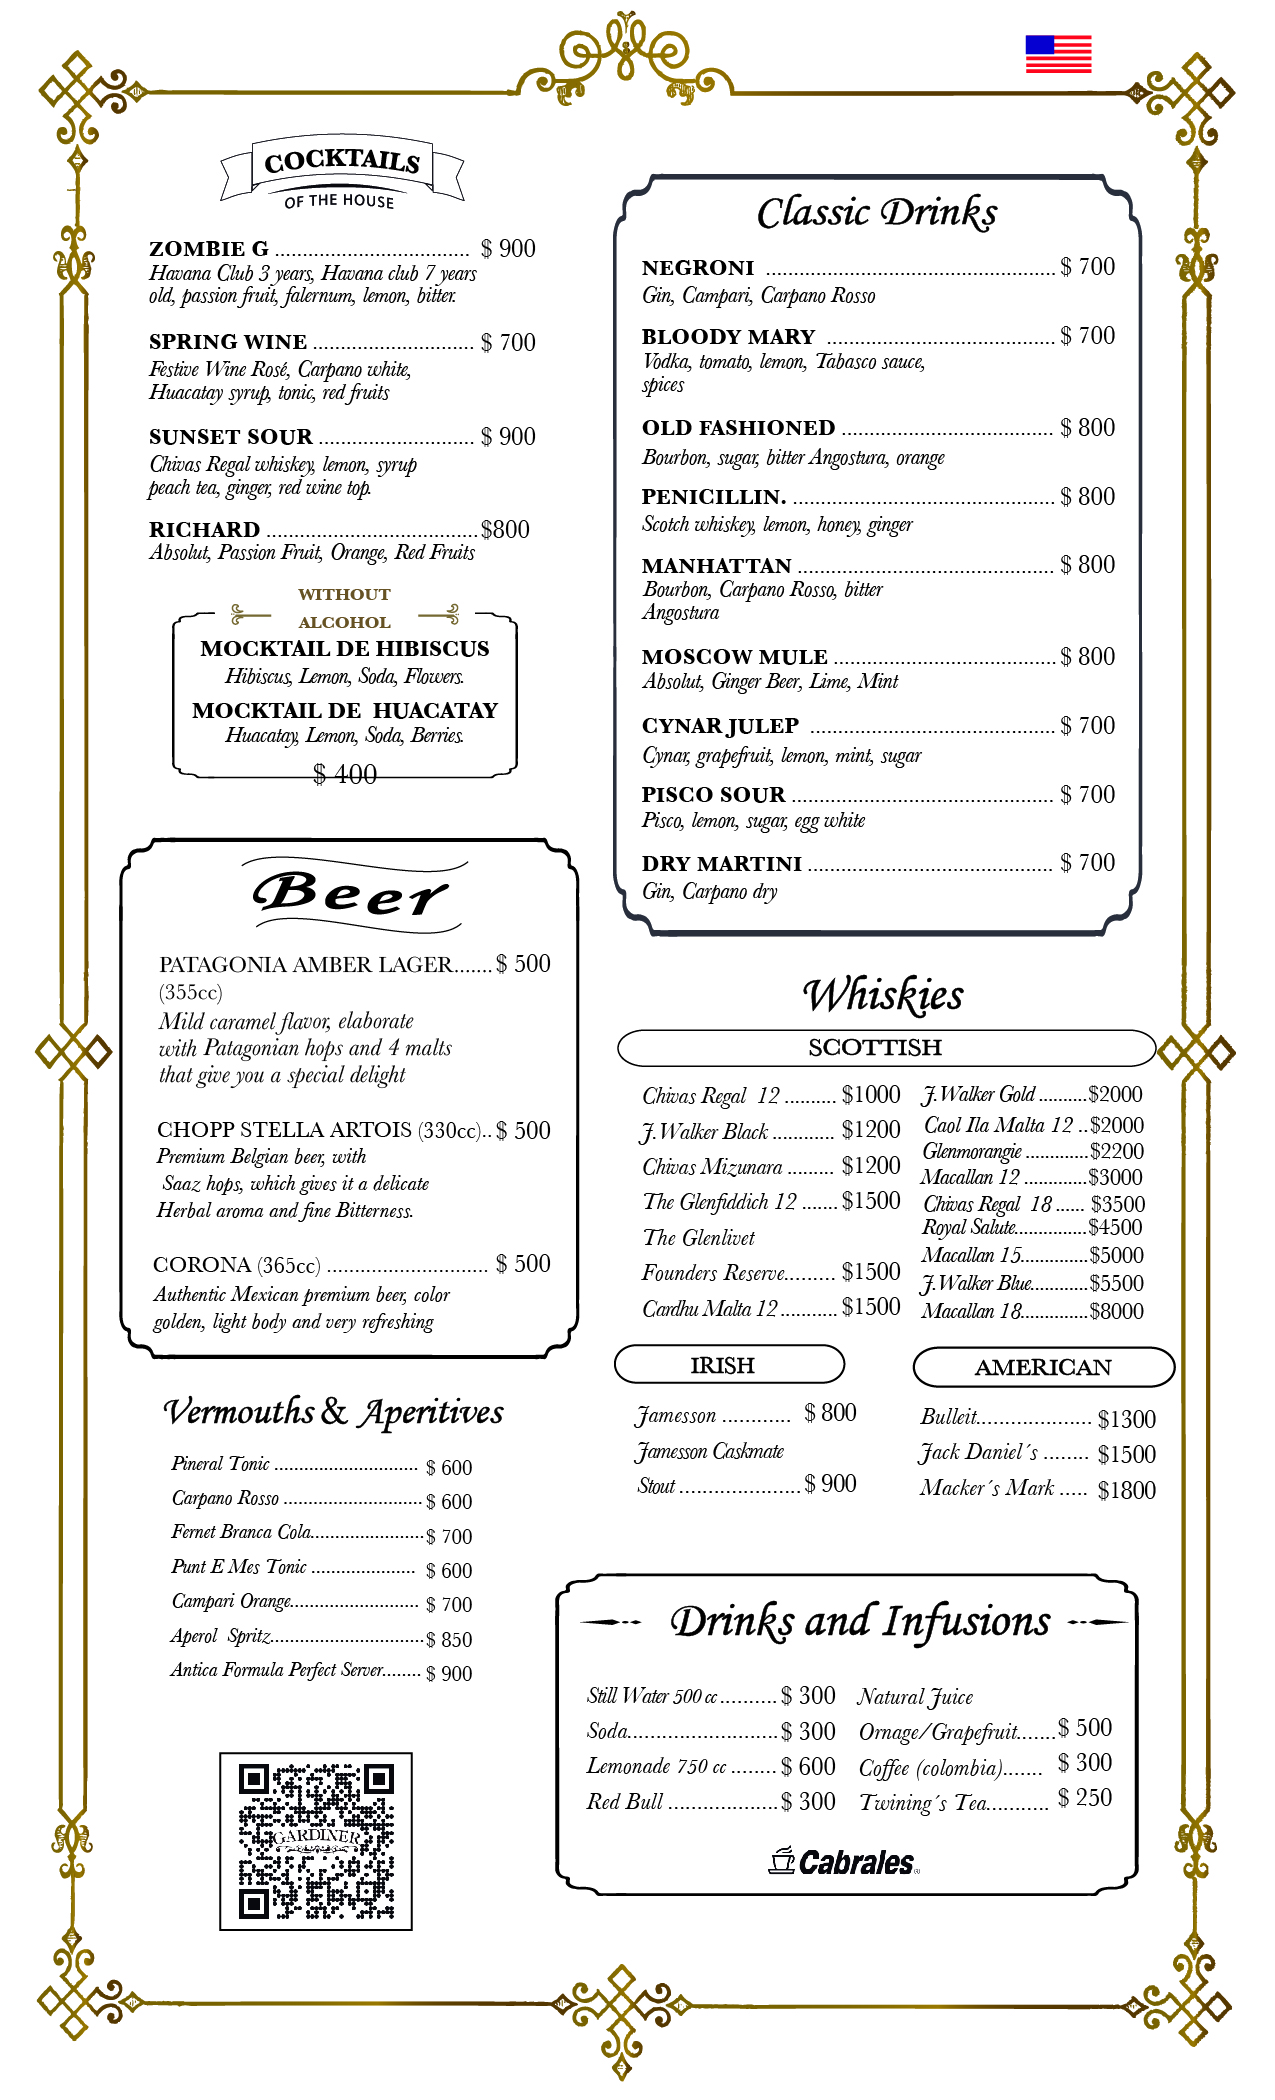 COCKTAILS
OF THE HOUSE
ZOMBIE G .................................. $ 900
Havana Club 3 years, Havana club 7 years
old, passion fruit, falernum, lemon, bitter.
SPRING WINE ............................ $ 700
Festive Wine Rosé, Carpano white,
Huacatay syrup, tonic, red fruits
SUNSET SOUR ........................... $ 900
Chivas Regal whiskey, lemon, syrup
peach tea, ginger, red wine top.
RICHARD .....................................$800
Absolut, Passion Fruit, Orange, Red Fruits
WITHOUT
ALCOHOL
MOCKTAIL DE HIBISCUS
Hibiscus, Lemon, Soda, Flowers.
MOCKTAIL DE HUACATAY
Huacatay, Lemon, Soda, Berries.
$ 400
Beer
PATAGONIA AMBER LAGER.......$ 500
(355cc)
Mild caramel flavor, elaborate
with Patagonian hops and 4 malts
that give you a special delight
CHOPP STELLA ARTOIS (330cc)..$ 500
Premium Belgian beer, with
Saaz hops, which gives it a delicate
Herbal aroma and fine Bitterness.
CORONA (365cc) ............................ $ 500
Authentic Mexican premium beer, color
golden, light body and very refreshing
Vermouths & Aperitives
Pineral Tonic ............................. $ 600
Carpano Rosso ............................ $ 600
Fernet Branca Cola.......................$ 700
Punt E Mes Tonic ..................... $ 600
Campari Orange.......................... $ 700
Aperol Spritz...............................$ 850
Antica Formula Perfect Server........ $ 900
GARDINER
Classic Drinks
NEGRONI ..................................................$ 700
Gin, Campari, Carpano Rosso
BLOODY MARY ........................................$ 700
Vodka, tomato, lemon, Tabasco sauce,
spices
OLD FASHIONED ..................................... $ 800
Bourbon, sugar, bitter Angostura, orange
PENICILLIN. ..............................................$ 800
Scotch whiskey, lemon, honey, ginger
MANHATTAN ............................................. $ 800
Bourbon, Carpano Rosso, bitter
Angostura
MOSCOW MULE .......................................$ 800
Absolut, Ginger Beer, Lime, Mint
CYNAR JULEP ...........................................$ 700
Cynar, grapefruit, lemon, mint, sugar
PISCO SOUR .............................................. $ 700
Pisco, lemon, sugar, egg white
DRY MARTINI ........................................... $ 700
Gin, Carpano dry
Whiskies
SCOTTISH
Chivas Regal 12 .......... $1000
J.Walker Black ............ $1200
Chivas Mizunara ......... $1200
The Glenfiddich 12 .......$1500
The Glenlivet
Founders Reserve......... $1500
Cardhu Malta 12 ...........$1500
J.Walker Gold ..........$2000
Caol Ila Malta 12 ..$2000
Glenmorangie .............$2200
Macallan 12 .............$3000
Chivas Regal 18 ...... $3500
Royal Salute...............$4500
Macallan 15..............$5000
J.Walker Blue............$5500
Macallan 18..............$8000
IRISH
Jamesson ............ $ 800
Jamesson Caskmate
Stout .....................$ 900
AMERICAN
Bulleit.................... $1300
Jack Daniel´s ........ $1500
Macker´s Mark ..... $1800
Drinks and Infusions
Still Water 500 cc ..........$ 300
Soda..........................$ 300
Lemonade 750 cc ........$ 600
Red Bull ...................$ 300
Natural Juice
Ornage/Grapefruit.......$ 500
Coffee (colombia)....... $ 300
Twining´s Tea........... $ 250
Cabrales®